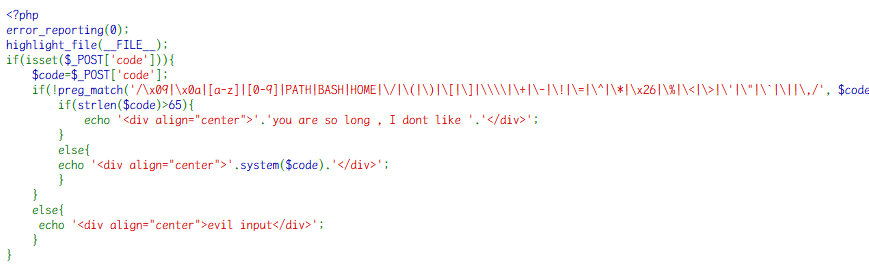 <?php
error_reporting(0);
highlight_file(__FILE__);
if(isset($_POST['code'])){
    $code=$_POST['code'];
    if(!preg_match('/\x09|\x0a|[a-z]|[0-9]|PATH|BASH|HOME|\/|\(|\)|\[|\]|\\\\|\+|\-|\!|\=|\^|\*|\x26|\%|\<|\>|\'|\"|\`|\||\,/', $code
        if(strlen($code)>65){
            echo '<div align="center">'.'you are so long , I dont like '.'</div>';
        }
        else{
        echo '<div align="center">'.system($code).'</div>';
        }
    }
    else{
     echo '<div align="center">evil input</div>';
    }
}